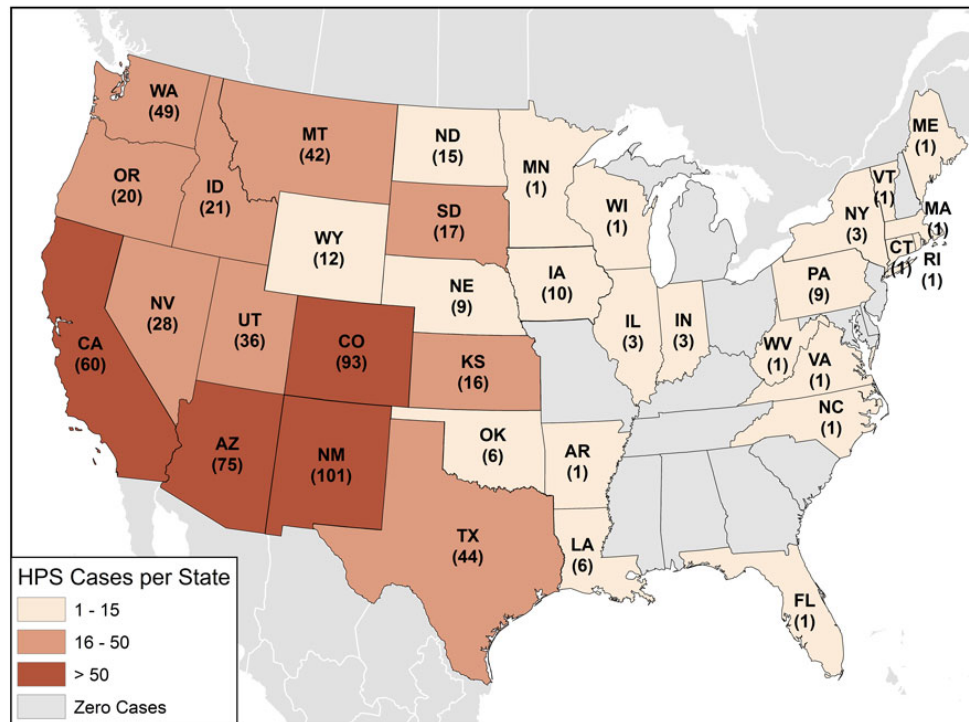 WA
(49)
MT
(42)
ND
(15)
MN
(1)
ME
(1)
OR
(20)
ID
(21)
SD
(17)
WI
(1)
VT
(1)
NY
(3)
MA
(1)
WY
(12)
CT
(1)
RI
(1)
NV
(28)
UT
(36)
NE
(9)
IA
(10)
PA
(9)
CA
(60)
CO
(93)
KS
(16)
IL
(3)
IN
(3)
WV
(1)
VA
(1)
NC
(1)
AZ
(75)
NM
(101)
OK
(6)
AR
(1)
TX
(44)
LA
(6)
FL
(1)
HPS Cases per State
1 - 15
16 - 50
> 50
Zero Cases